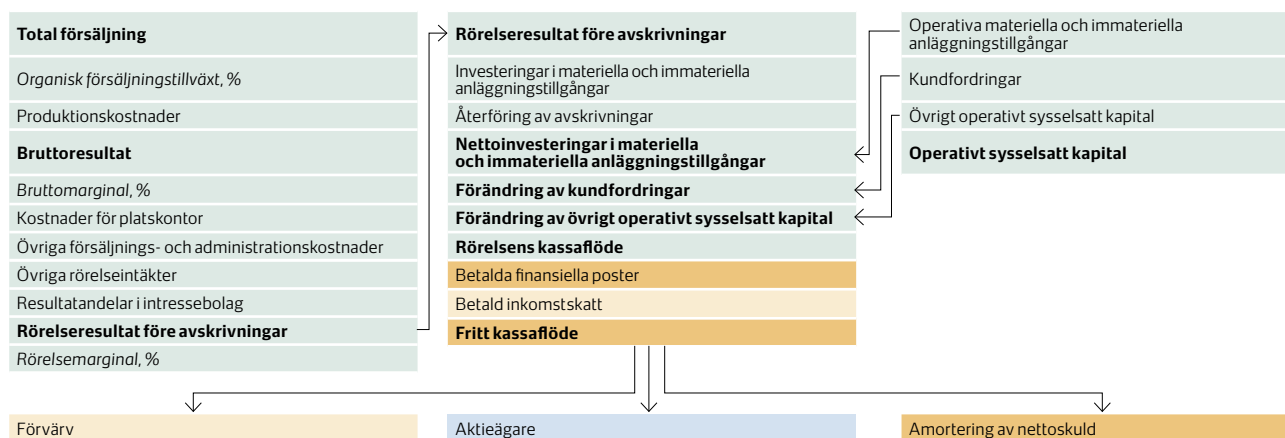 Total försäljning
Organisk försäljningstillväxt, %
Produktionskostnader
Bruttoresultat
Bruttomarginal, %
Kostnader för platskontor
Övriga försäljnings- och administrationskostnader
Övriga rörelseintäkter
Resultatandelar i intressebolag
Rörelseresultat före avskrivningar
Rörelsemarginal, %
Rörelseresultat före avskrivningar
Investeringar i materiella och immateriella
anläggningstillgångar
Återföring av avskrivningar
Nettoinvesteringar i materiella
och immateriella anläggningstillgångar
Förändring av kundfordringar
Förändring av övrigt operativt sysselsatt kapital
Rörelsens kassaflöde
Betalda finansiella poster
Betald inkomstskatt
Fritt kassaflöde
Operativa materiella och immateriella
anläggningstillgångar
Kundfordringar
Övrigt operativt sysselsatt kapital
Operativt sysselsatt kapital
Förvärv
Aktieägare
Amortering av nettoskuld